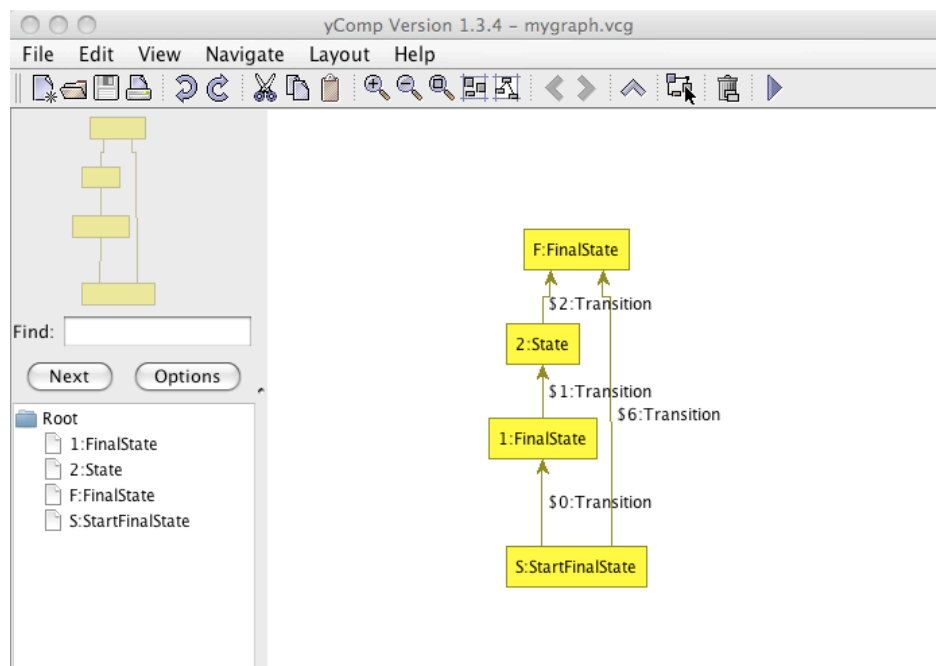 yComp Version 1.3.4 – mygraph.vcg
File Edit View Navigate Layout Help
Find:
Next Options
Root
1:FinalState
2:State
F:FinalState
S:StartFinalState
F:FinalState
$2:Transition
2:State
$1:Transition
$6:Transition
1:FinalState
$0:Transition
S:StartFinalState